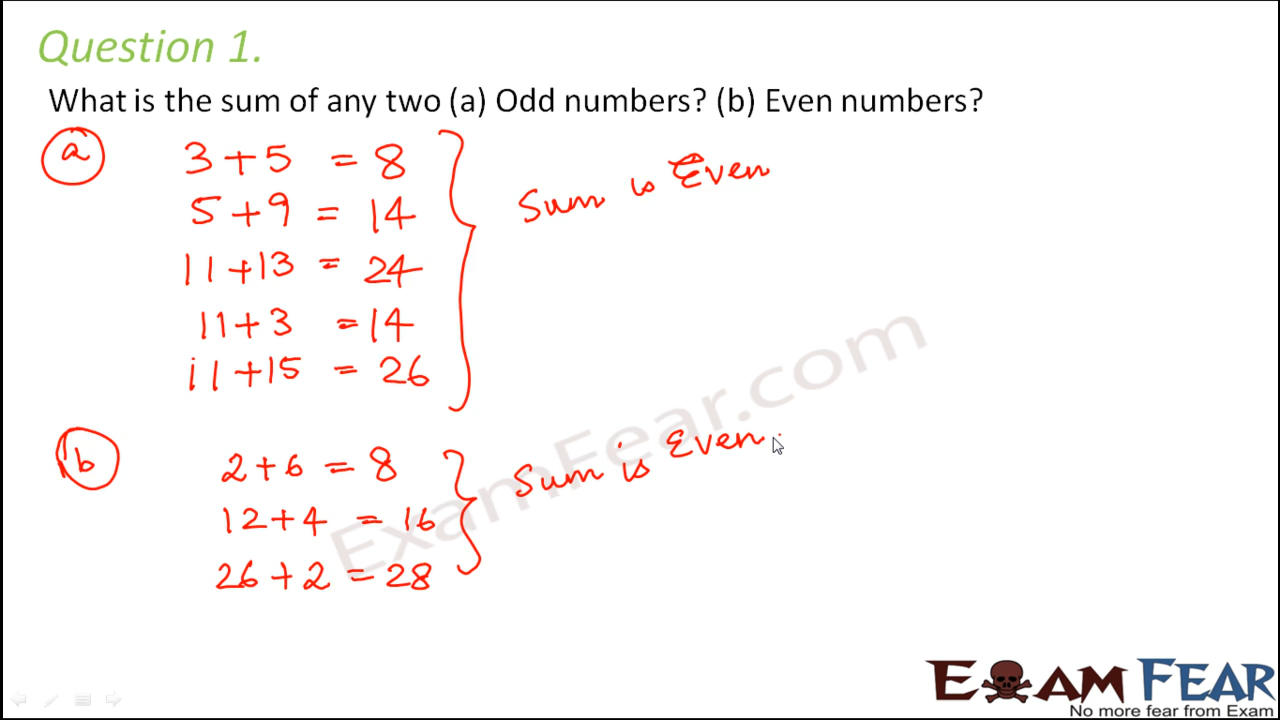 Question 1.
What is the sum of any two (a) Odd numbers? (b) Even numbers?
a
3 + 5 = 8
5 + 9 = 14
11 + 13 = 24
11 + 3 = 14
11 + 15 = 26
Sum is Even
b
2 + 6 = 8
12 + 4 = 16
26 + 2 = 28
Sum is Even
ExamFear.com
EXAM FEAR
No more fear from Exam